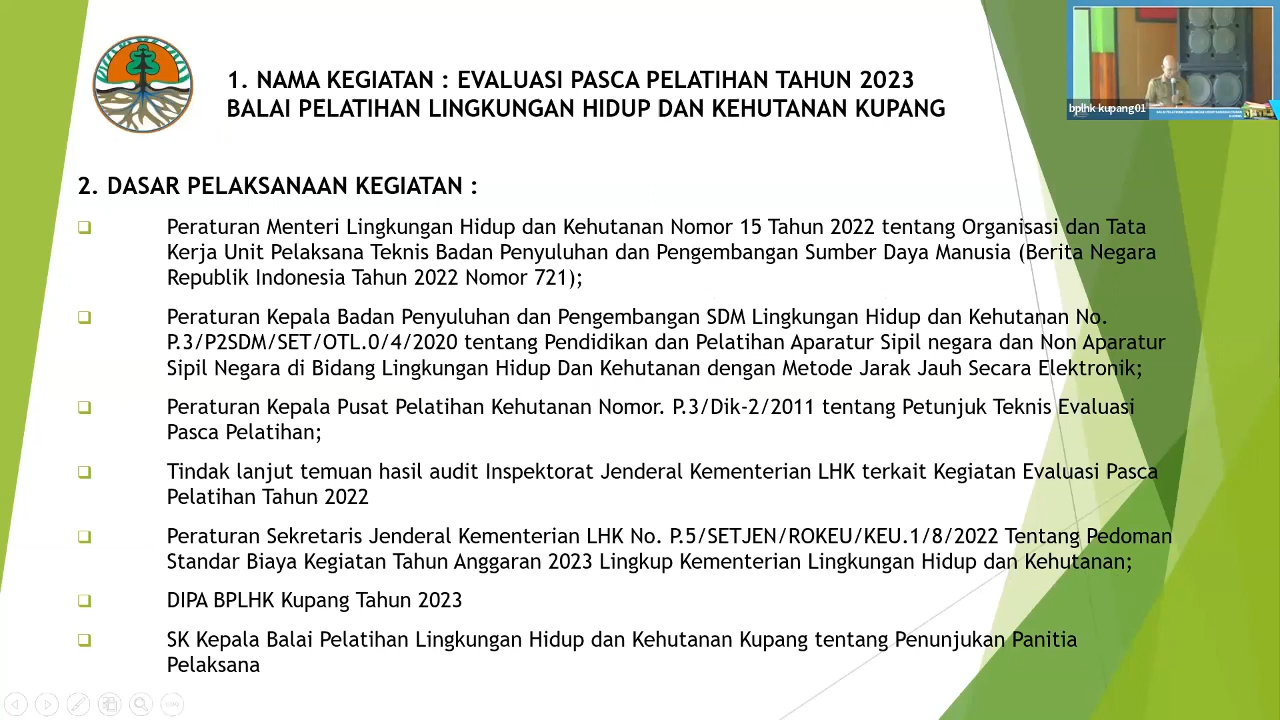 1. NAMA KEGIATAN : EVALUASI PASCA PELATIHAN TAHUN 2023
BALAI PELATIHAN LINGKUNGAN HIDUP DAN KEHUTANAN KUPANG
bplhk kupang01
2. DASAR PELAKSANAAN KEGIATAN :
Peraturan Menteri Lingkungan Hidup dan Kehutanan Nomor 15 Tahun 2022 tentang Organisasi dan Tata
Kerja Unit Pelaksana Teknis Badan Penyuluhan dan Pengembangan Sumber Daya Manusia (Berita Negara
Republik Indonesia Tahun 2022 Nomor 721);
Peraturan Kepala Badan Penyuluhan dan Pengembangan SDM Lingkungan Hidup dan Kehutanan No.
P.3/P2SDM/SET/OTL.0/4/2020 tentang Pendidikan dan Pelatihan Aparatur Sipil negara dan Non Aparatur
Sipil Negara di Bidang Lingkungan Hidup Dan Kehutanan dengan Metode Jarak Jauh Secara Elektronik;
Peraturan Kepala Pusat Pelatihan Kehutanan Nomor. P.3/Dik-2/2011 tentang Petunjuk Teknis Evaluasi
Pasca Pelatihan;
Tindak lanjut temuan hasil audit Inspektorat Jenderal Kementerian LHK terkait Kegiatan Evaluasi Pasca
Pelatihan Tahun 2022
Peraturan Sekretaris Jenderal Kementerian LHK No. P.5/SETJEN/ROKEU/KEU.1/8/2022 Tentang Pedoman
Standar Biaya Kegiatan Tahun Anggaran 2023 Lingkup Kementerian Lingkungan Hidup dan Kehutanan;
DIPA BPLHK Kupang Tahun 2023
SK Kepala Balai Pelatihan Lingkungan Hidup dan Kehutanan Kupang tentang Penunjukan Panitia
Pelaksana